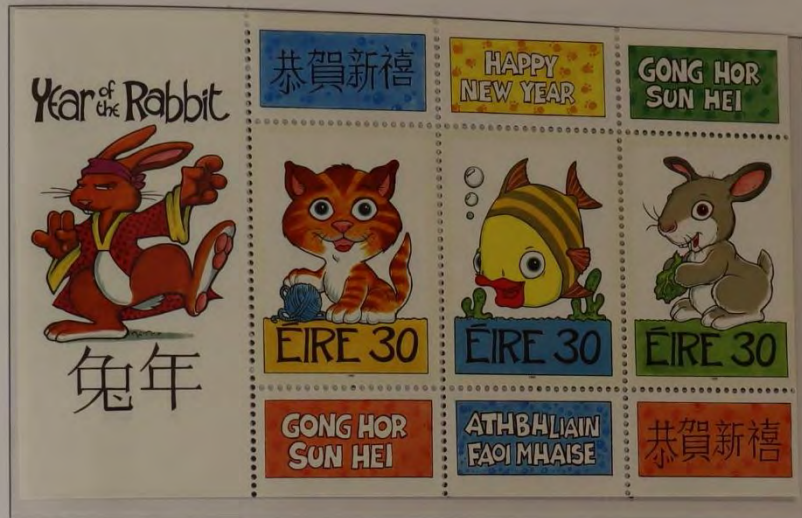 Year of the Rabbit
兔年
恭賀新禧
HAPPY
NEW YEAR
GONG HOR
SUN HEI
ÉIRE 30
ÉIRE 30
ÉIRE 30
GONG HOR
SUN HEI
ATHBHLIAIN
FAOI MHAISE
恭賀新禧